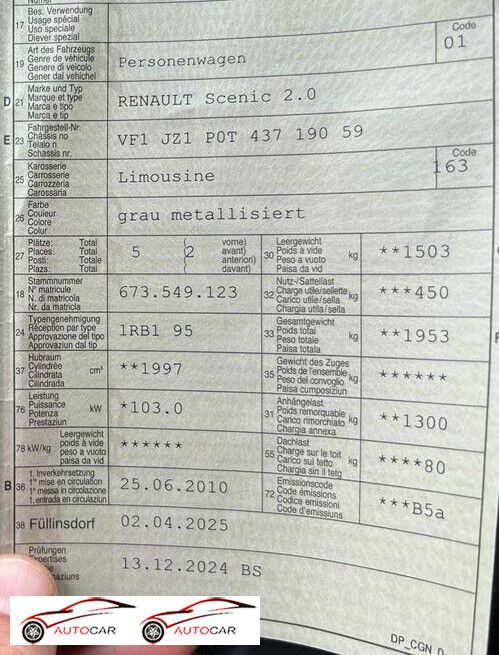 Nummer
17 Bes. Verwendung
Usage spécial
Uso speciale
Diever spezial
Code
01
19 Art des Fahrzeugs
Genre de véhicule
Genere di veicolo
Gener dal vehichel
Personenwagen
D 21 Marke und Typ
Marque et type
Marca e tipo
Marca e tip
RENAULT Scenic 2.0
E 23 Fahrgestell-Nr.
Châssis no
Telaio n.
Schassis nr.
VF1 JZ1 P0T 437 190 59
25 Karosserie
Carrosserie
Carrozzeria
Carossaria
Limousine
Code
163
26 Farbe
Couleur
Colore
Colur
grau metallisiert
27 Plätze: Total
Places: Total
Posti: Totale
Plazs: Total
5 (2 vorne)
avant)
anteriori)
davant)
30 Leergewicht
Poids à vide
Peso a vuoto
Paisa da vid
kg **1503
18 Stammnummer
N° matricule
N. di matricola
Nr. da matricla
673.549.123
32 Nutz-/Sattellast
Charge utile/sellette
Carico utile/sella
Chargia utila/sella
kg ***450
24 Typengenehmigung
Réception par type
Approvazione del tipo
Approvaziun dal tip
1RB1 95
33 Gesamtgewicht
Poids total
Peso totale
Paisa totala
kg **1953
37 Hubraum
Cylindrée
Cilindrata
Cilindrada
cm³ **1997
35 Gewicht des Zuges
Poids de l'ensemble
Peso del convoglio
Paisa cumposiziun
kg ******
76 Leistung
Puissance
Potenza
Prestaziun
kW *103.0
31 Anhängelast
Poids remorquable
Carico rimorchiato
Chargia annexa
kg **1300
78 kW/kg Leergewicht
poids à vide
peso a vuoto
paisa da vid
******
55 Dachlast
Charge sur le toit
Carico sul tetto
Chargia sin il tetg
kg ****80
B 36 1. Inverkehrsetzung
1re mise en circulation
1a messa in circolazione
1. entrada en circulaziun
25.06.2010
72 Emissionscode
Code émissions
Codice emissioni
Code d'emissiuns
***B5a
38 Füllinsdorf 02.04.2025
Prüfungen
Expertises
13.12.2024 BS
AUTOCAR AUTOCAR
DP_CGN_D